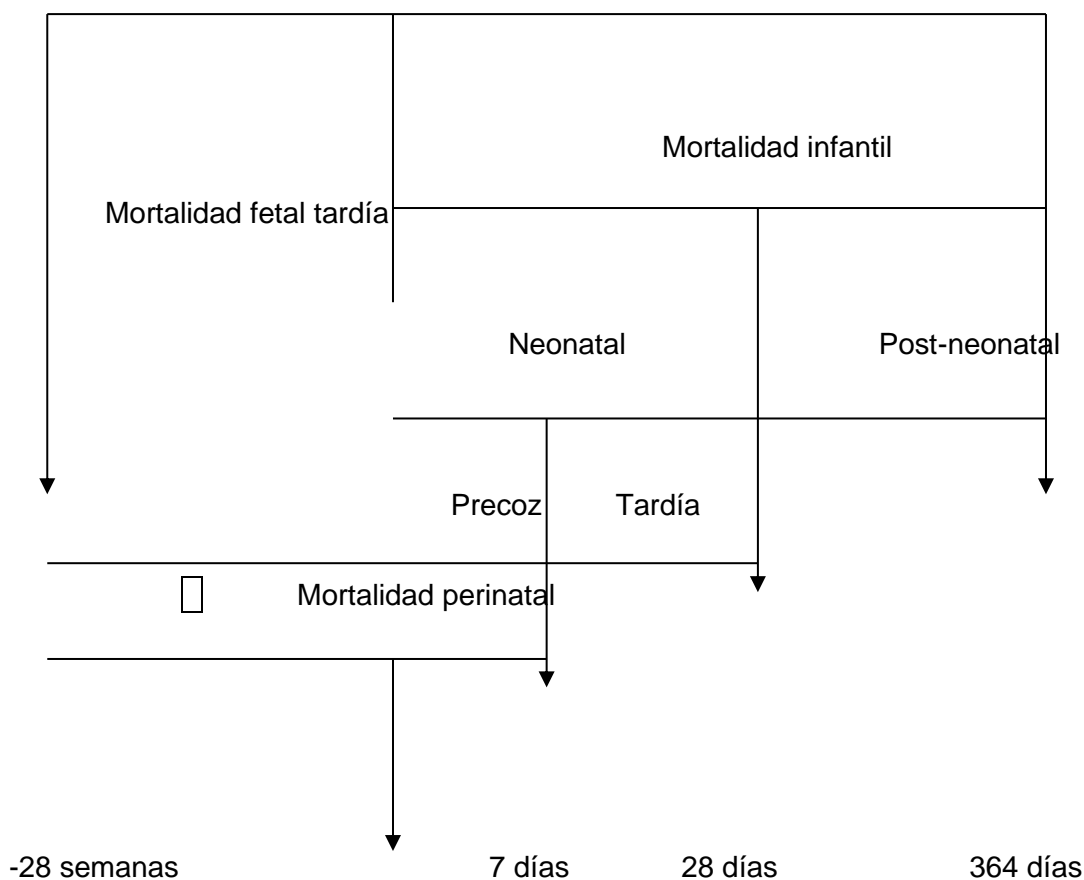 Mortalidad infantil
Mortalidad fetal tardía
Neonatal
Post-neonatal
Precoz
Tardía
Mortalidad perinatal
-28 semanas
7 días
28 días
364 días